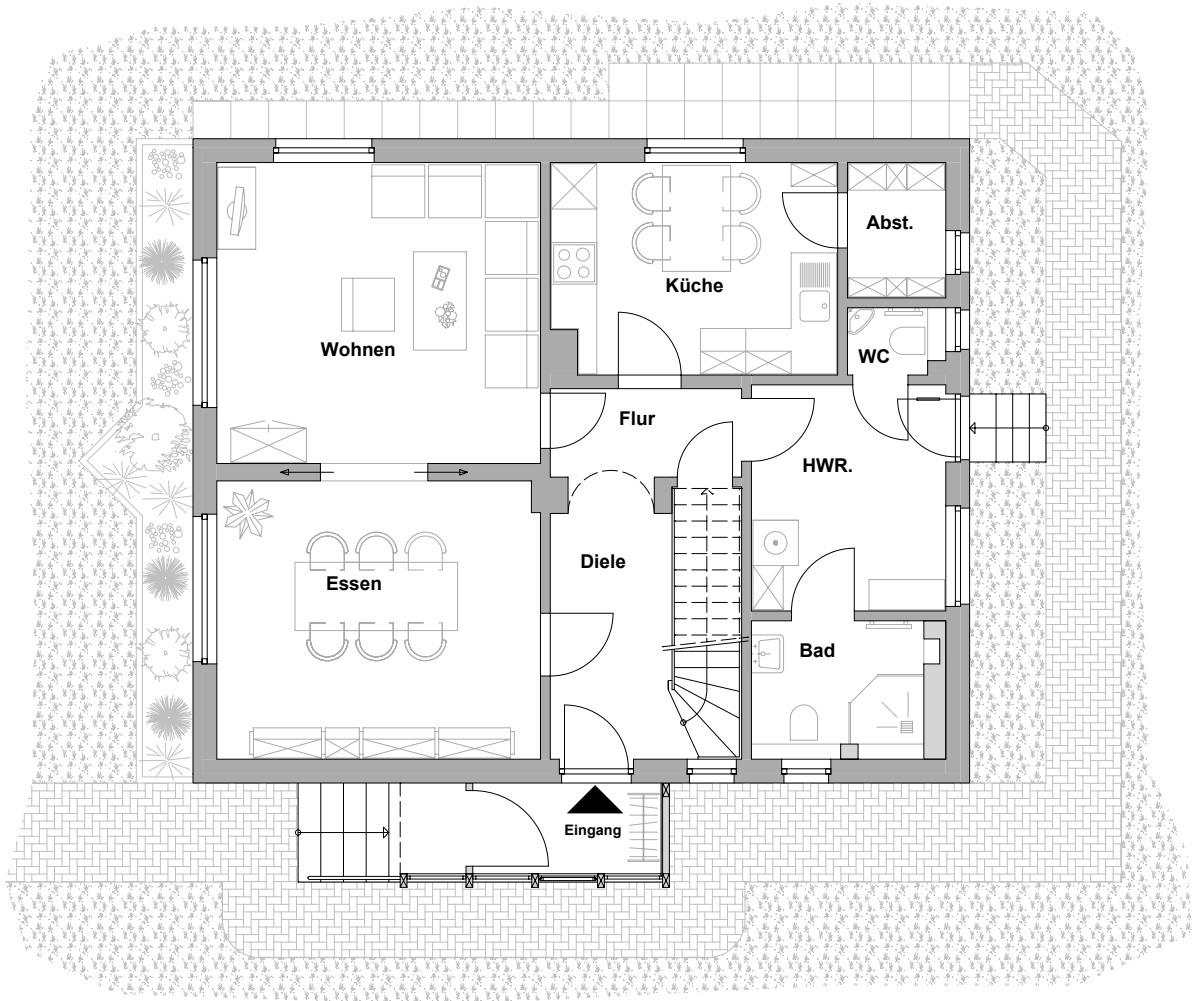 Abst.
Küche
Wohnen
WC
Flur
HWR.
Diele
Essen
Bad
Eingang